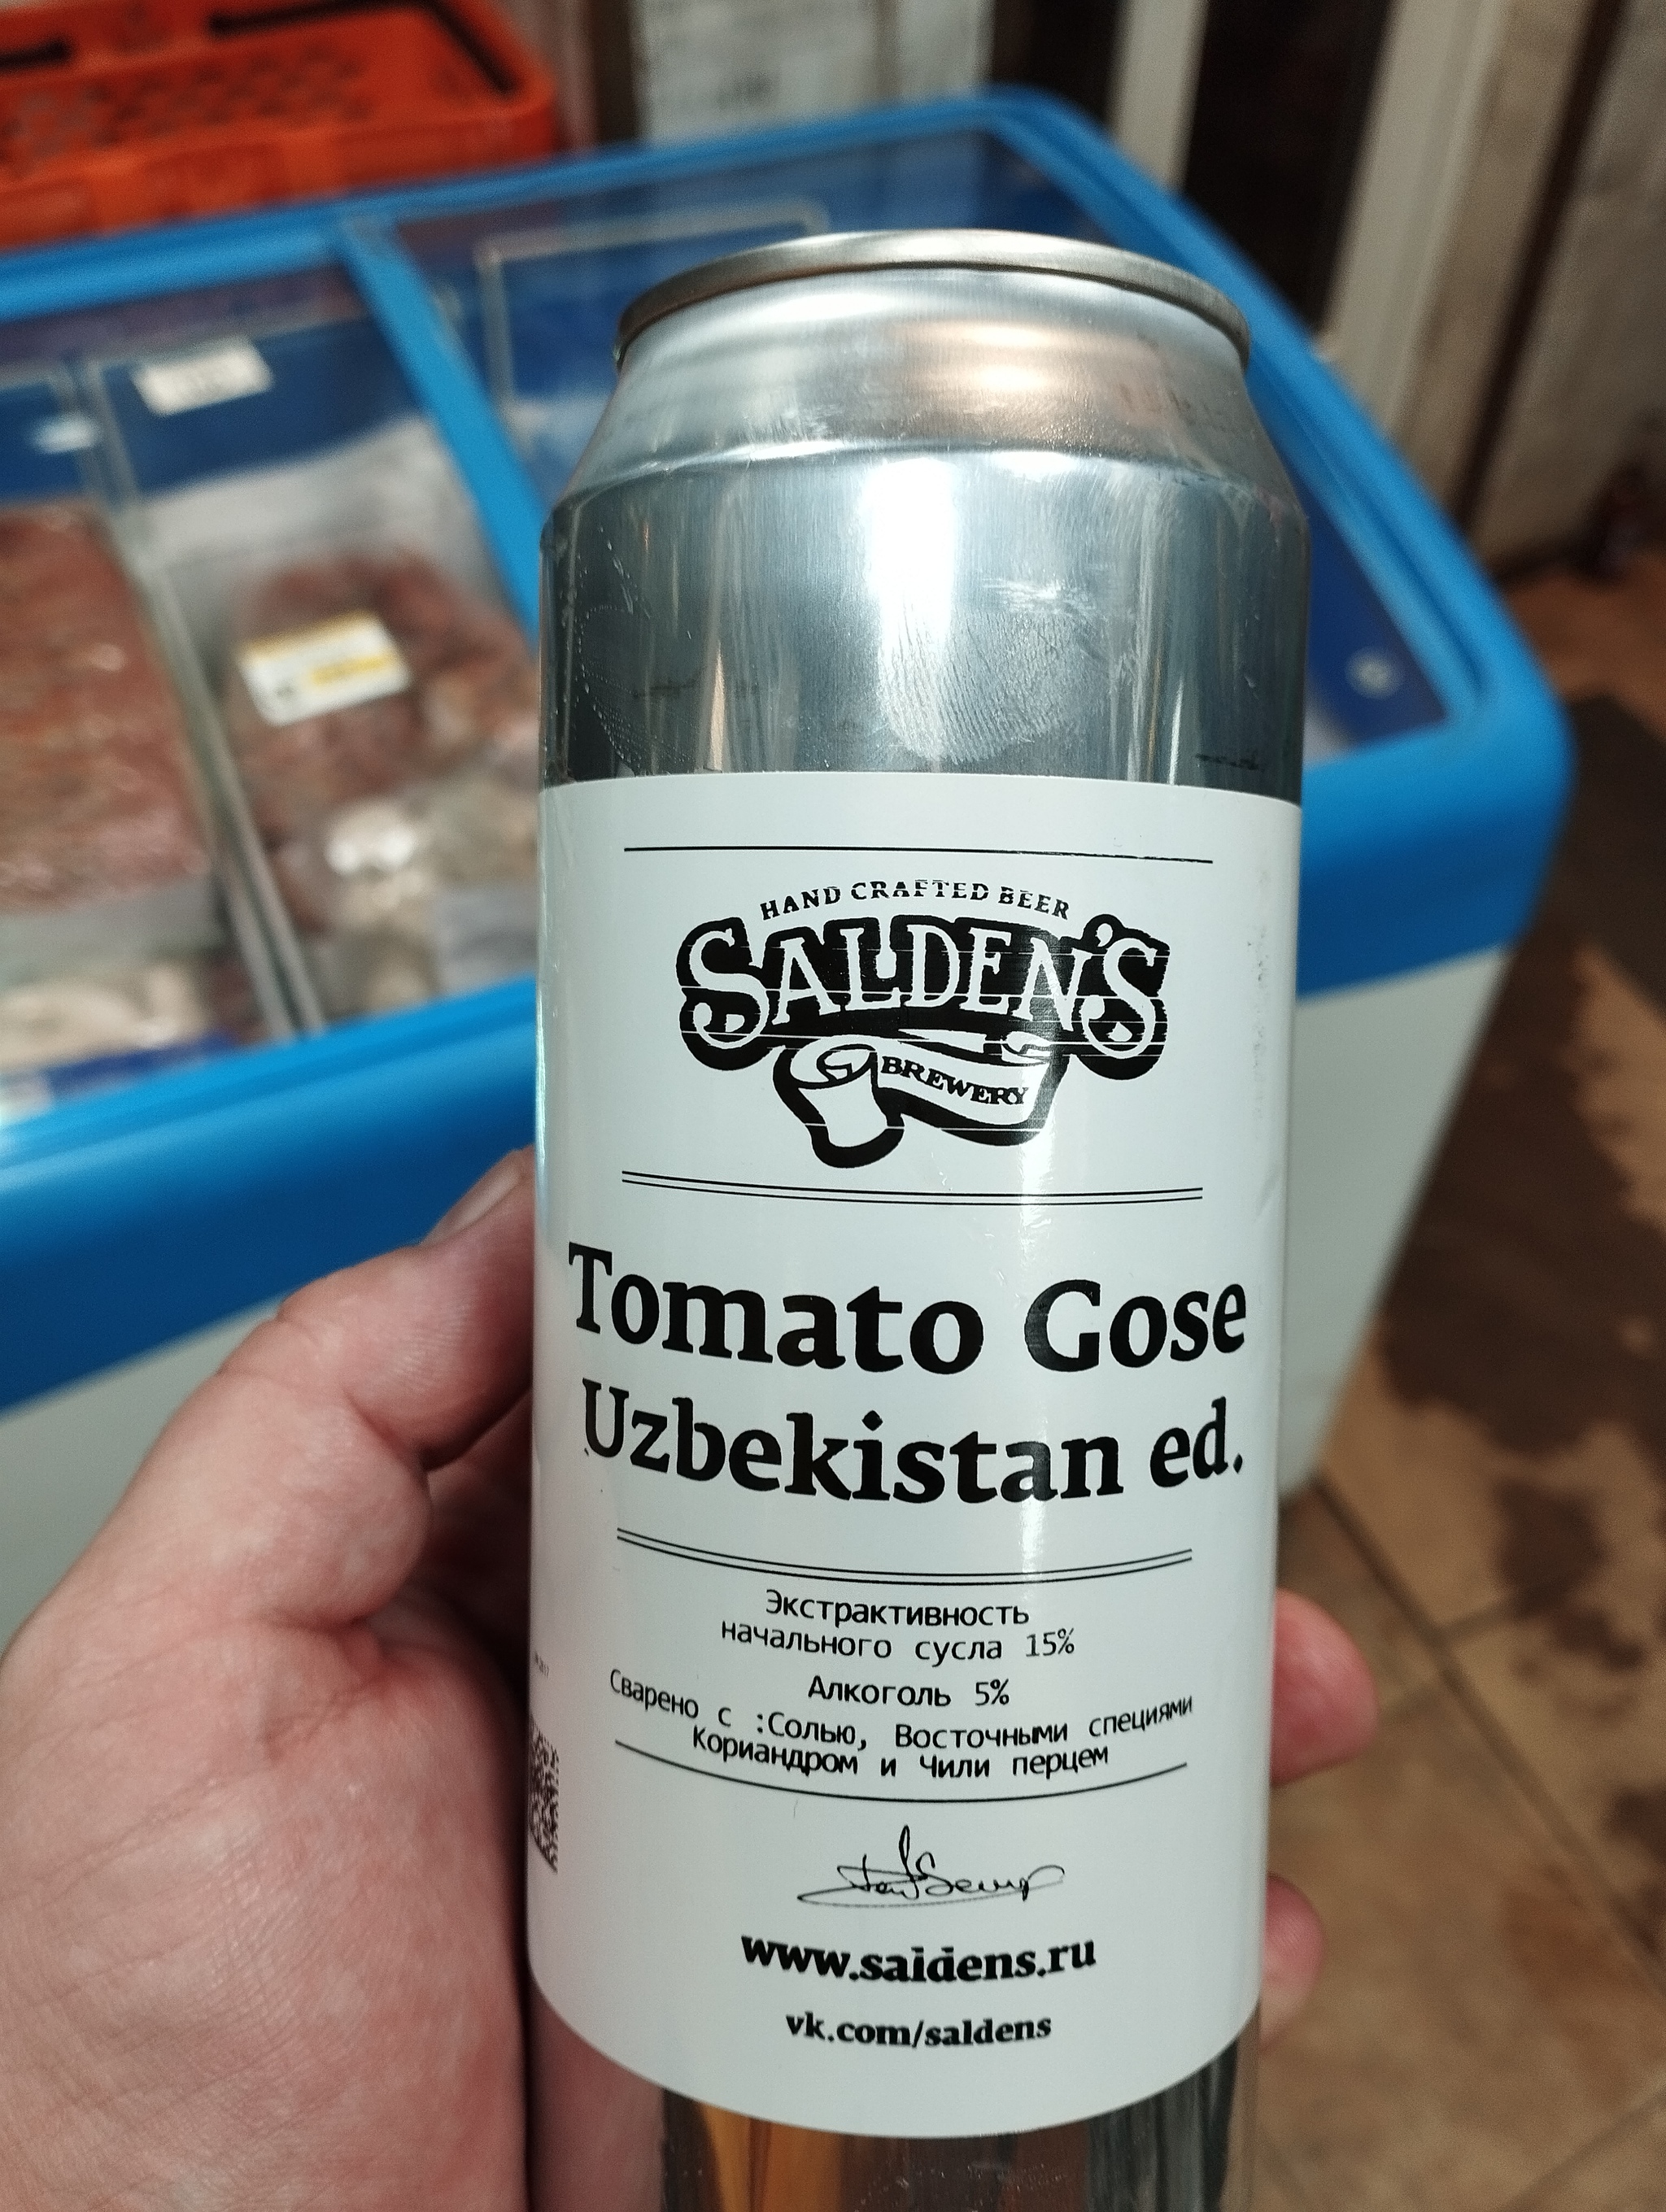 HAND CRAFTED BEER
SALDEN'S
BREWERY
Tomato Gose
Uzbekistan ed.
Экстрактивность
начального сусла 15%
Алкоголь 5%
Сварено с :Солью, Восточными специями
Кориандром и Чили перцем
www.saldens.ru
vk.com/saldens